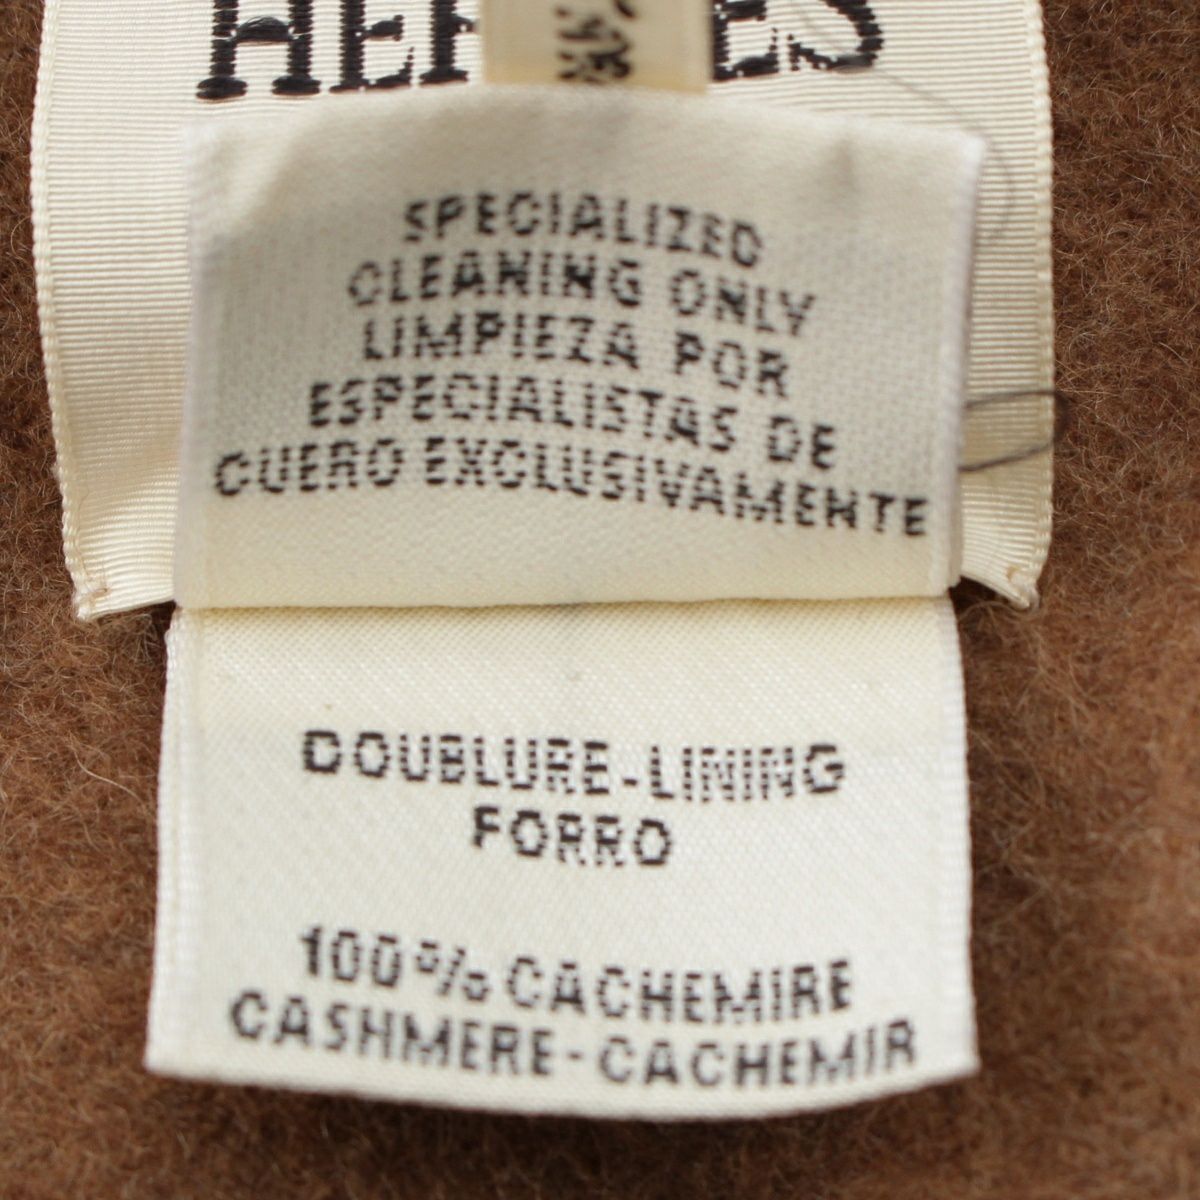 SPECIALIZED
CLEANING ONLY
LIMPIEZA POR
ESPECIALISTAS DE
CUERO EXCLUSIVAMENTE
DOUBLURE-LINING
FORRO
100% CACHEMIRE
CASHMERE-CACHEMIR